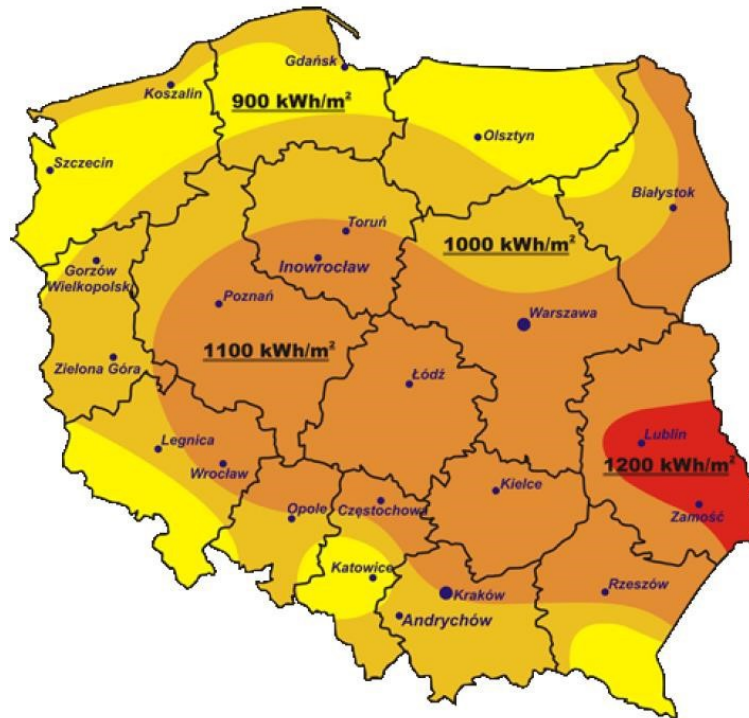 Gdańsk
Koszalin
900 kWh/m²
Olsztyn
Szczecin
Białystok
Toruń
1000 kWh/m²
Inowrocław
Gorzów
Wielkopolsk
Poznań
Warszawa
1100 kWh/m²
Zielona Góra
Łódź
Legnica
Lublin
Wrocław
1200 kWh/m²
Kielce
Opole
Częstochowa
Zamość
Katowice
Kraków
Rzeszów
Andrychów